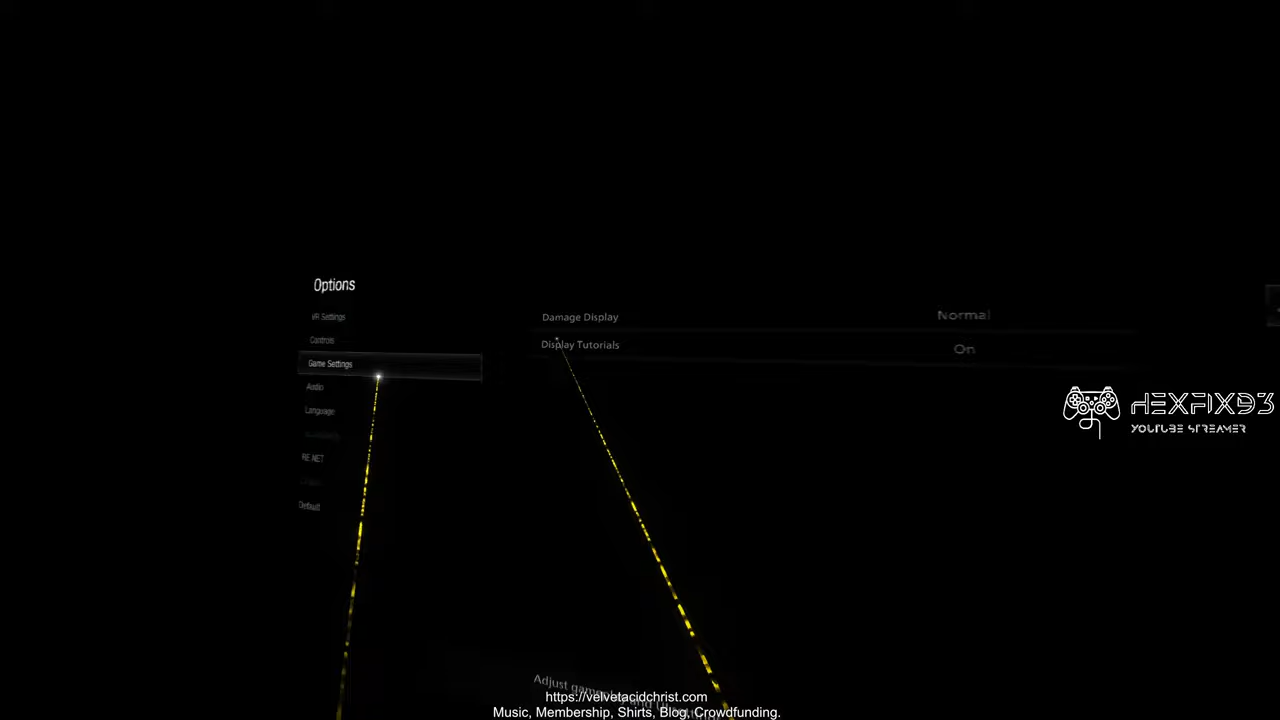 Options
VR Settings
Controls
Game Settings
Audio
Language
RE NET
Default
Damage Display Normal
Display Tutorials On
HEXFIX93
YOUTUBE STREAMER
Adjust
https://velvetacidchrist.com
Music, Membership, Shirts, Blog, Crowdfunding.